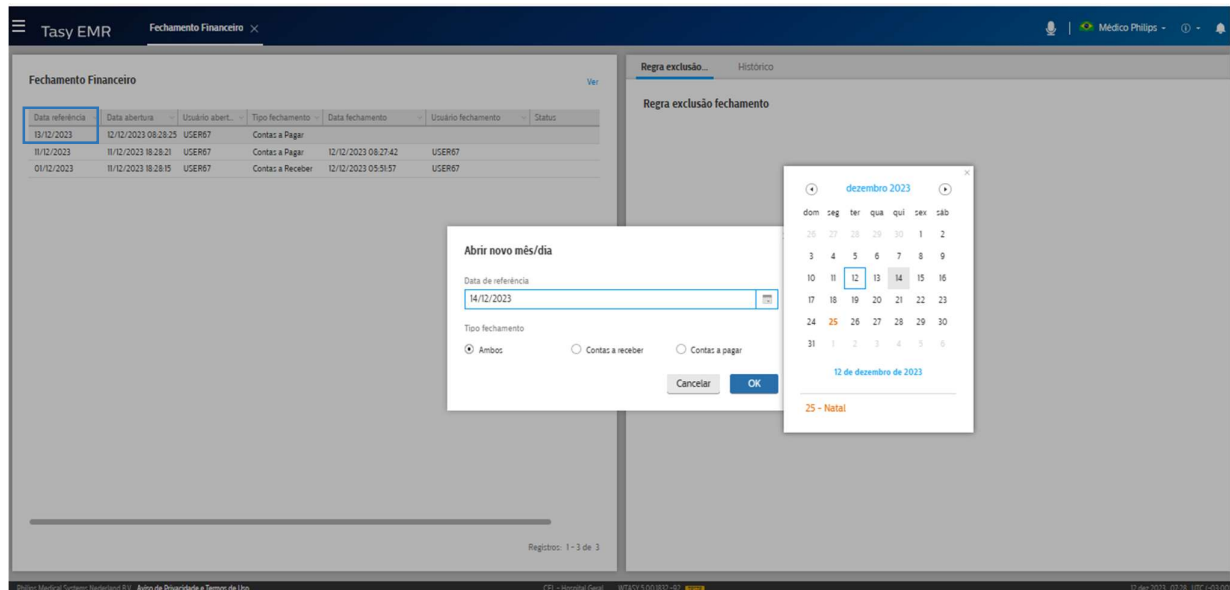 Tasy EMR
Fechamento Financeiro
Médico Philips
Fechamento Financeiro
Ver
Data referência Data abertura Usuário abert... Tipo fechamento Data fechamento Usuário fechamento Status
13/12/2023 12/12/2023 08:28:25 USER67 Contas a Pagar
11/12/2023 11/12/2023 18:28:21 USER67 Contas a Pagar 12/12/2023 08:27:42 USER67
01/12/2023 11/12/2023 18:28:15 USER67 Contas a Receber 12/12/2023 05:51:57 USER67
Registros: 1 - 3 de 3
Regra exclusão... Histórico
Regra exclusão fechamento
Abrir novo mês/dia
Data de referência
14/12/2023
Tipo fechamento
Ambos Contas a receber Contas a pagar
Cancelar OK
dezembro 2023
dom seg ter qua qui sex sáb
26 27 28 29 30 1 2
3 4 5 6 7 8 9
10 11 12 13 14 15 16
17 18 19 20 21 22 23
24 25 26 27 28 29 30
31 1 2 3 4 5 6
12 de dezembro de 2023
25 - Natal
Philips Medical Systems Nederland B.V. Aviso de Privacidade e Termos de Uso
CEL - Hospital Geral